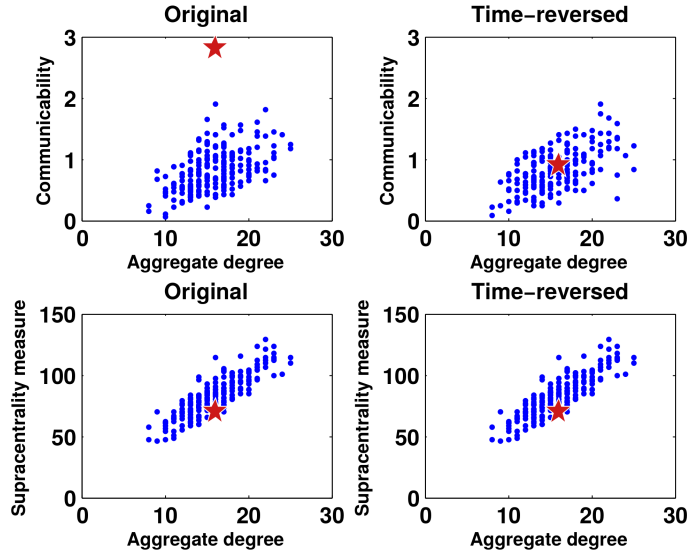 Original
Time−reversed
Communicability
3
2
1
0
0
10
20
30
Aggregate degree
Communicability
3
2
1
0
0
10
20
30
Aggregate degree
Original
Time−reversed
Supracentrality measure
150
100
50
0
0
10
20
30
Aggregate degree
Supracentrality measure
150
100
50
0
0
10
20
30
Aggregate degree